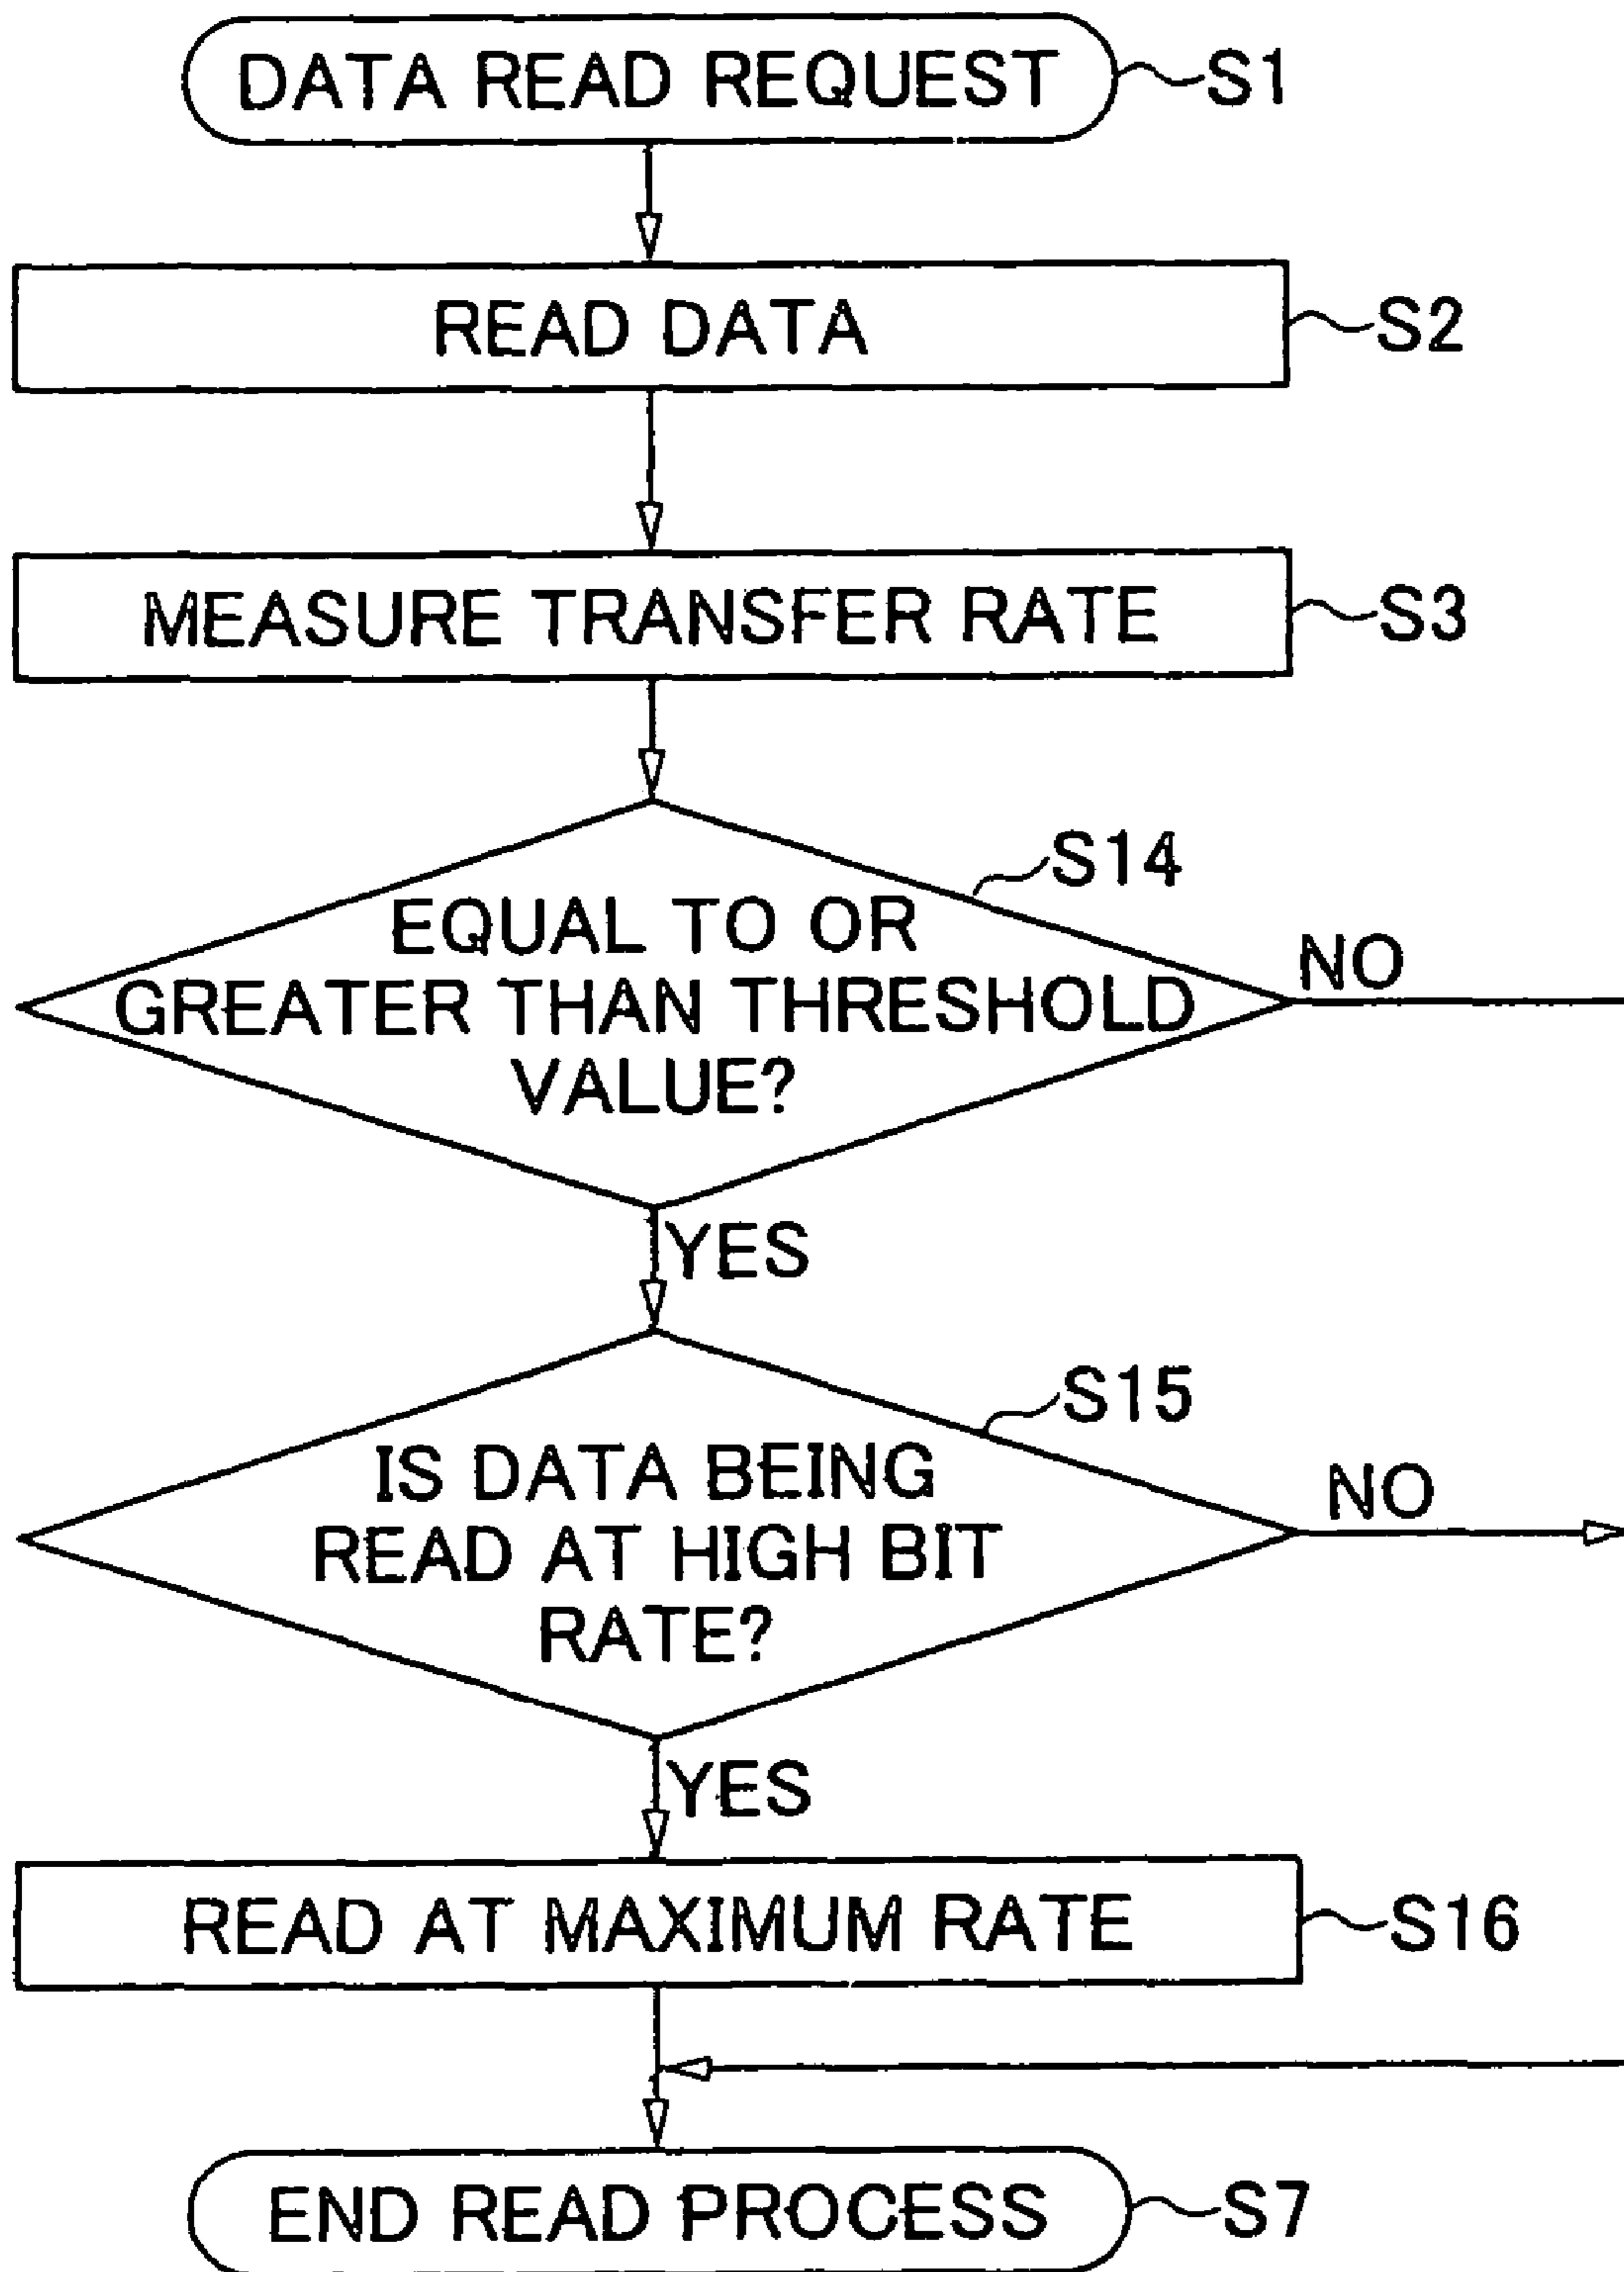 DATA READ REQUEST
S1
READ DATA
S2
MEASURE TRANSFER RATE
S3
S14
EQUAL TO OR
GREATER THAN THRESHOLD
VALUE?
NO
YES
S15
IS DATA BEING
READ AT HIGH BIT
RATE?
NO
YES
READ AT MAXIMUM RATE
S16
END READ PROCESS
S7